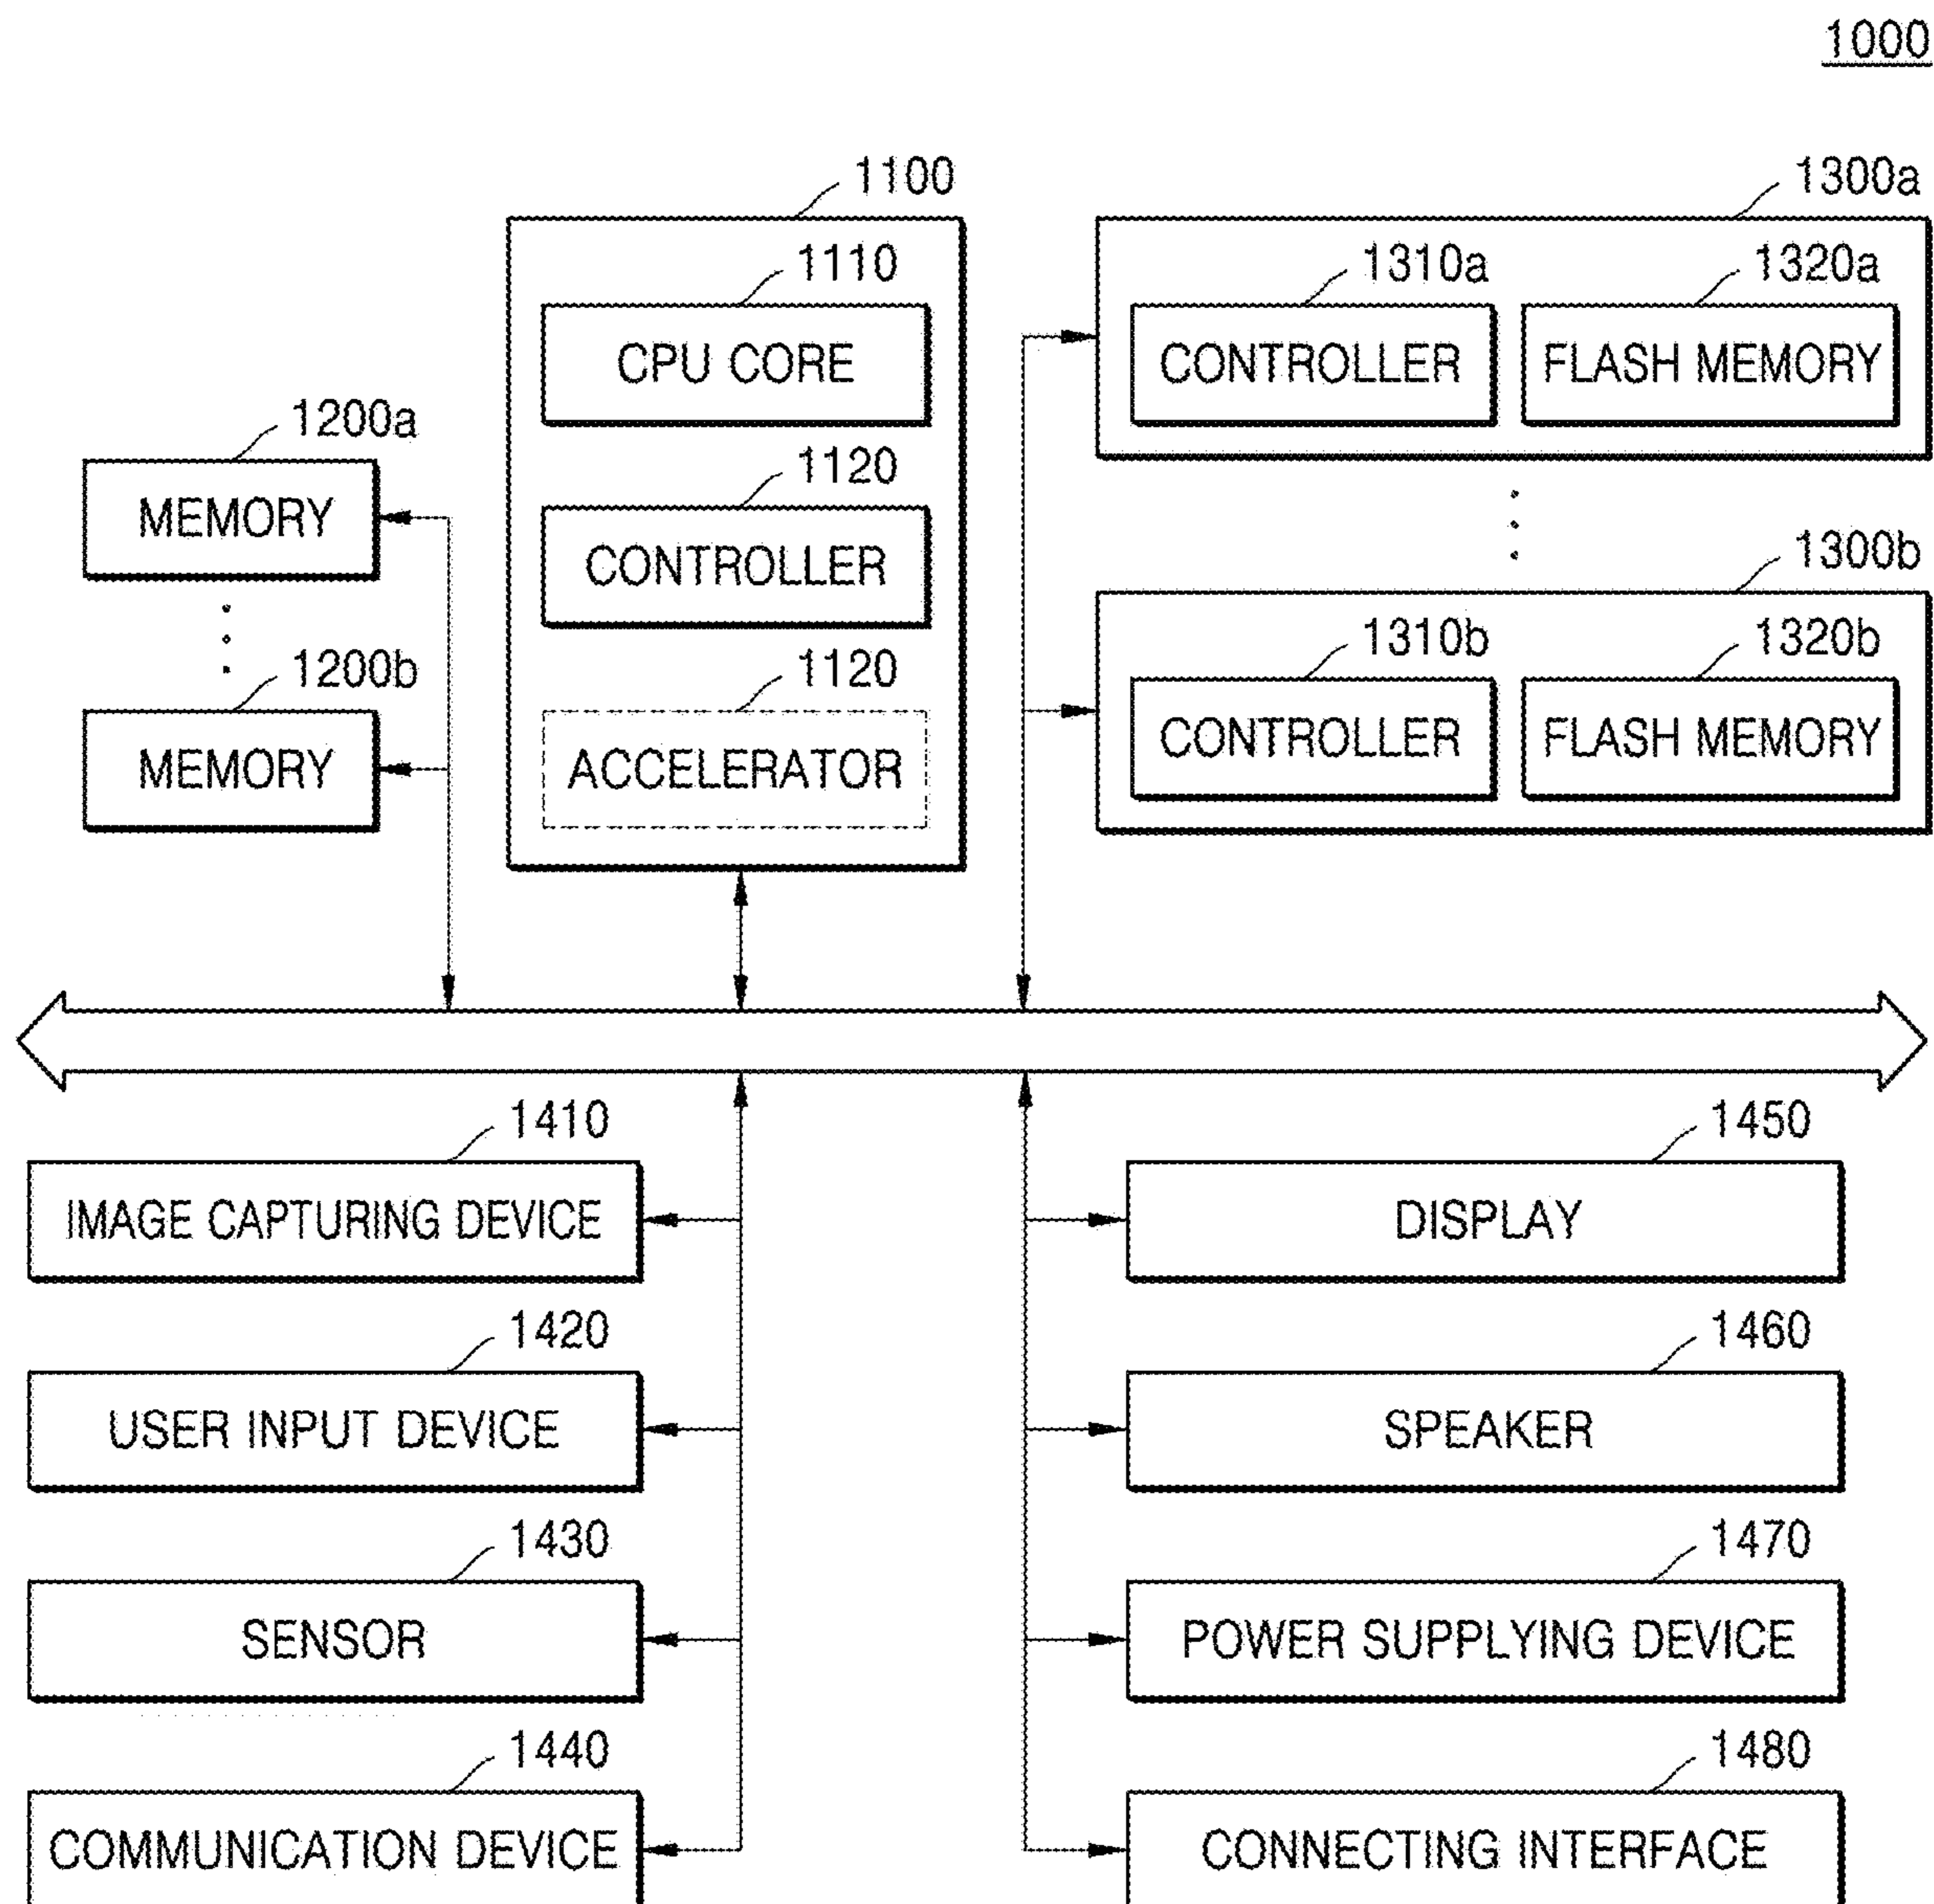 1000
1100
1110
CPU CORE
1120
CONTROLLER
1120
ACCELERATOR
1200a
MEMORY
1200b
MEMORY
1300a
1310a
CONTROLLER
1320a
FLASH MEMORY
1300b
1310b
CONTROLLER
1320b
FLASH MEMORY
1410
IMAGE CAPTURING DEVICE
1420
USER INPUT DEVICE
1430
SENSOR
1440
COMMUNICATION DEVICE
1450
DISPLAY
1460
SPEAKER
1470
POWER SUPPLYING DEVICE
1480
CONNECTING INTERFACE